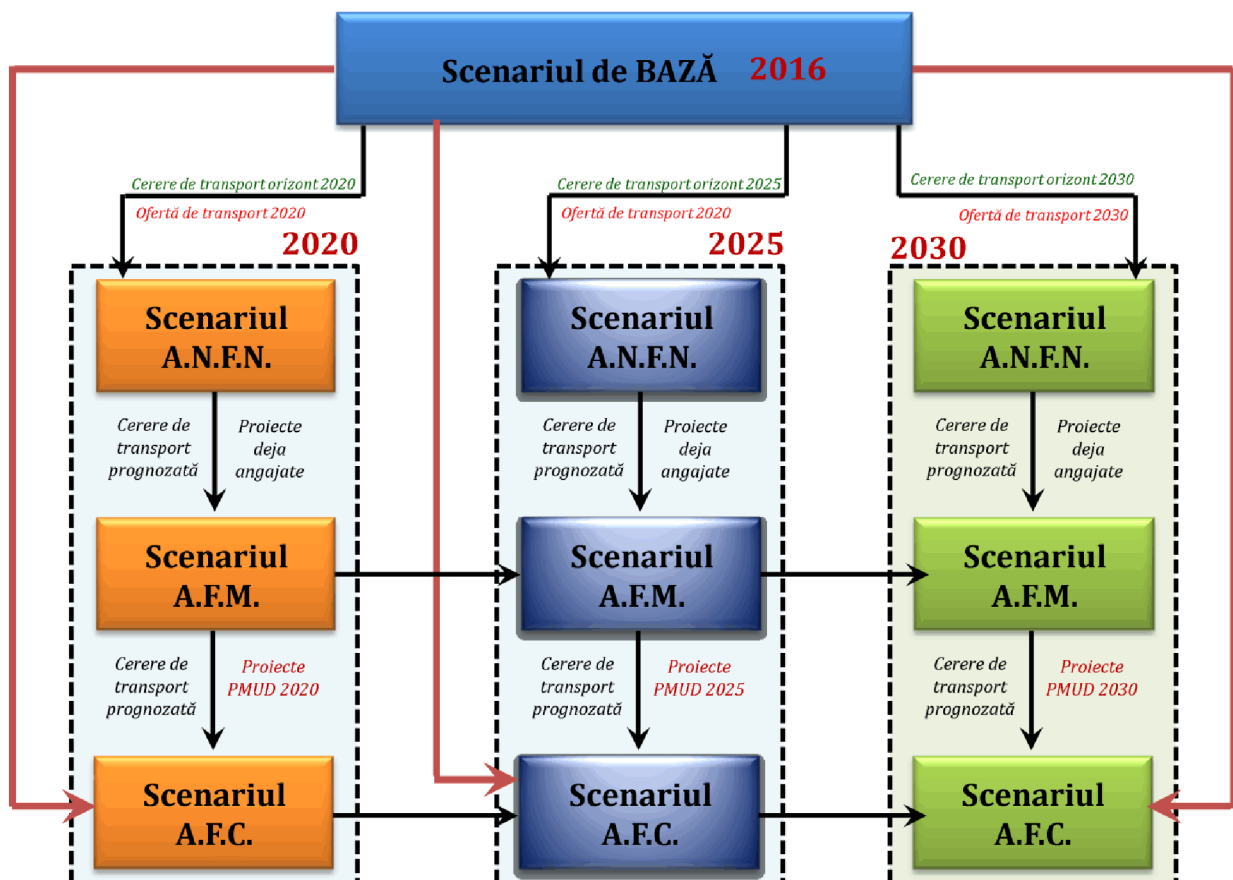 Scenariul de BAZĂ 2016
Cerere de transport orizont 2020
Ofertă de transport 2020
2020
Cerere de transport orizont 2025
Ofertă de transport 2020
2025
Cerere de transport orizont 2030
Ofertă de transport 2030
2030
Scenariul
A.N.F.N.
Scenariul
A.N.F.N.
Scenariul
A.N.F.N.
Cerere de
transport
prognozată
Proiecte
deja
angajate
Cerere de
transport
prognozată
Proiecte
deja
angajate
Cerere de
transport
prognozată
Proiecte
deja
angajate
Scenariul
A.F.M.
Scenariul
A.F.M.
Scenariul
A.F.M.
Cerere de
transport
prognozată
Proiecte
PMUD 2020
Cerere de
transport
prognozată
Proiecte
PMUD 2025
Cerere de
transport
prognozată
Proiecte
PMUD 2030
Scenariul
A.F.C.
Scenariul
A.F.C.
Scenariul
A.F.C.